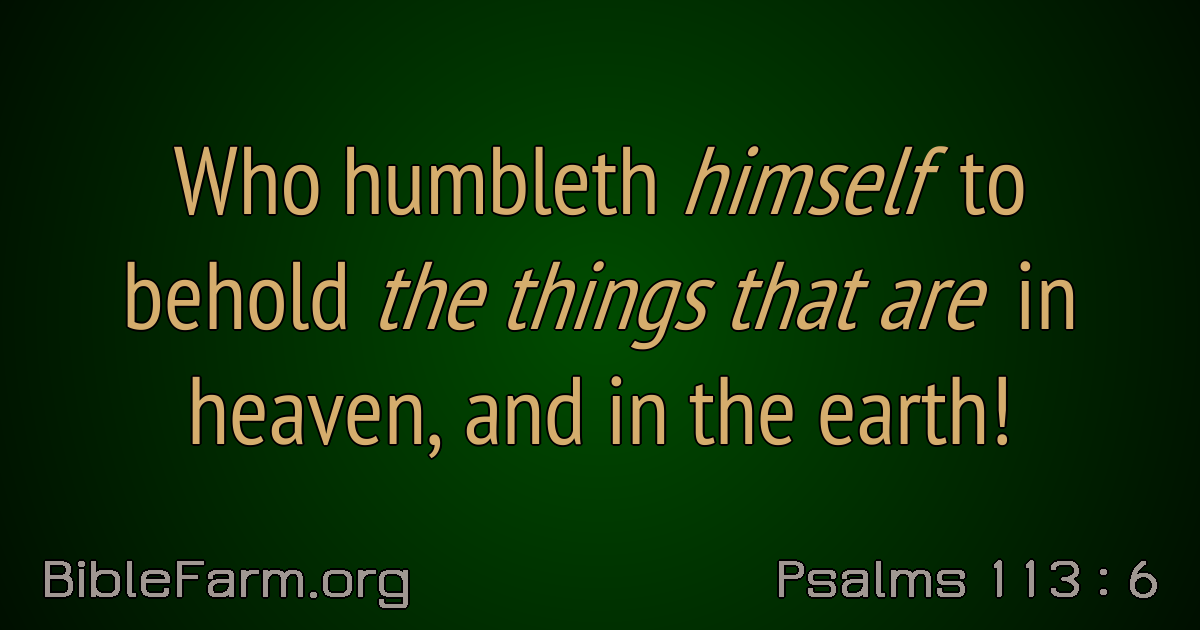 Who humbleth himself to
behold the things that are in
heaven, and in the earth!
BibleFarm.org
Psalms 113:6